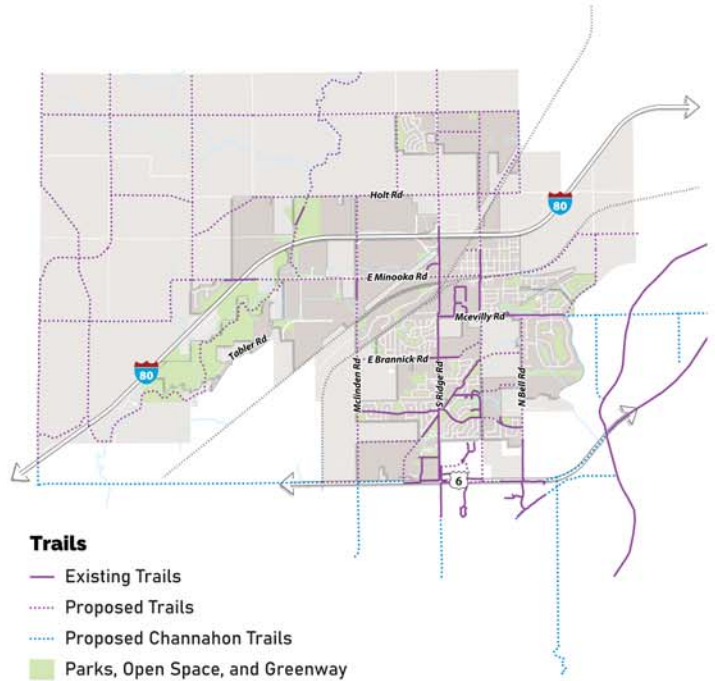 Holt Rd
80
E Minooka Rd
Mcevilly Rd
Tabler Rd
E Brannick Rd
80
Mclinden Rd
S Ridge Rd
N Bell Rd
6
Trails
Existing Trails
Proposed Trails
Proposed Channahon Trails
Parks, Open Space, and Greenway